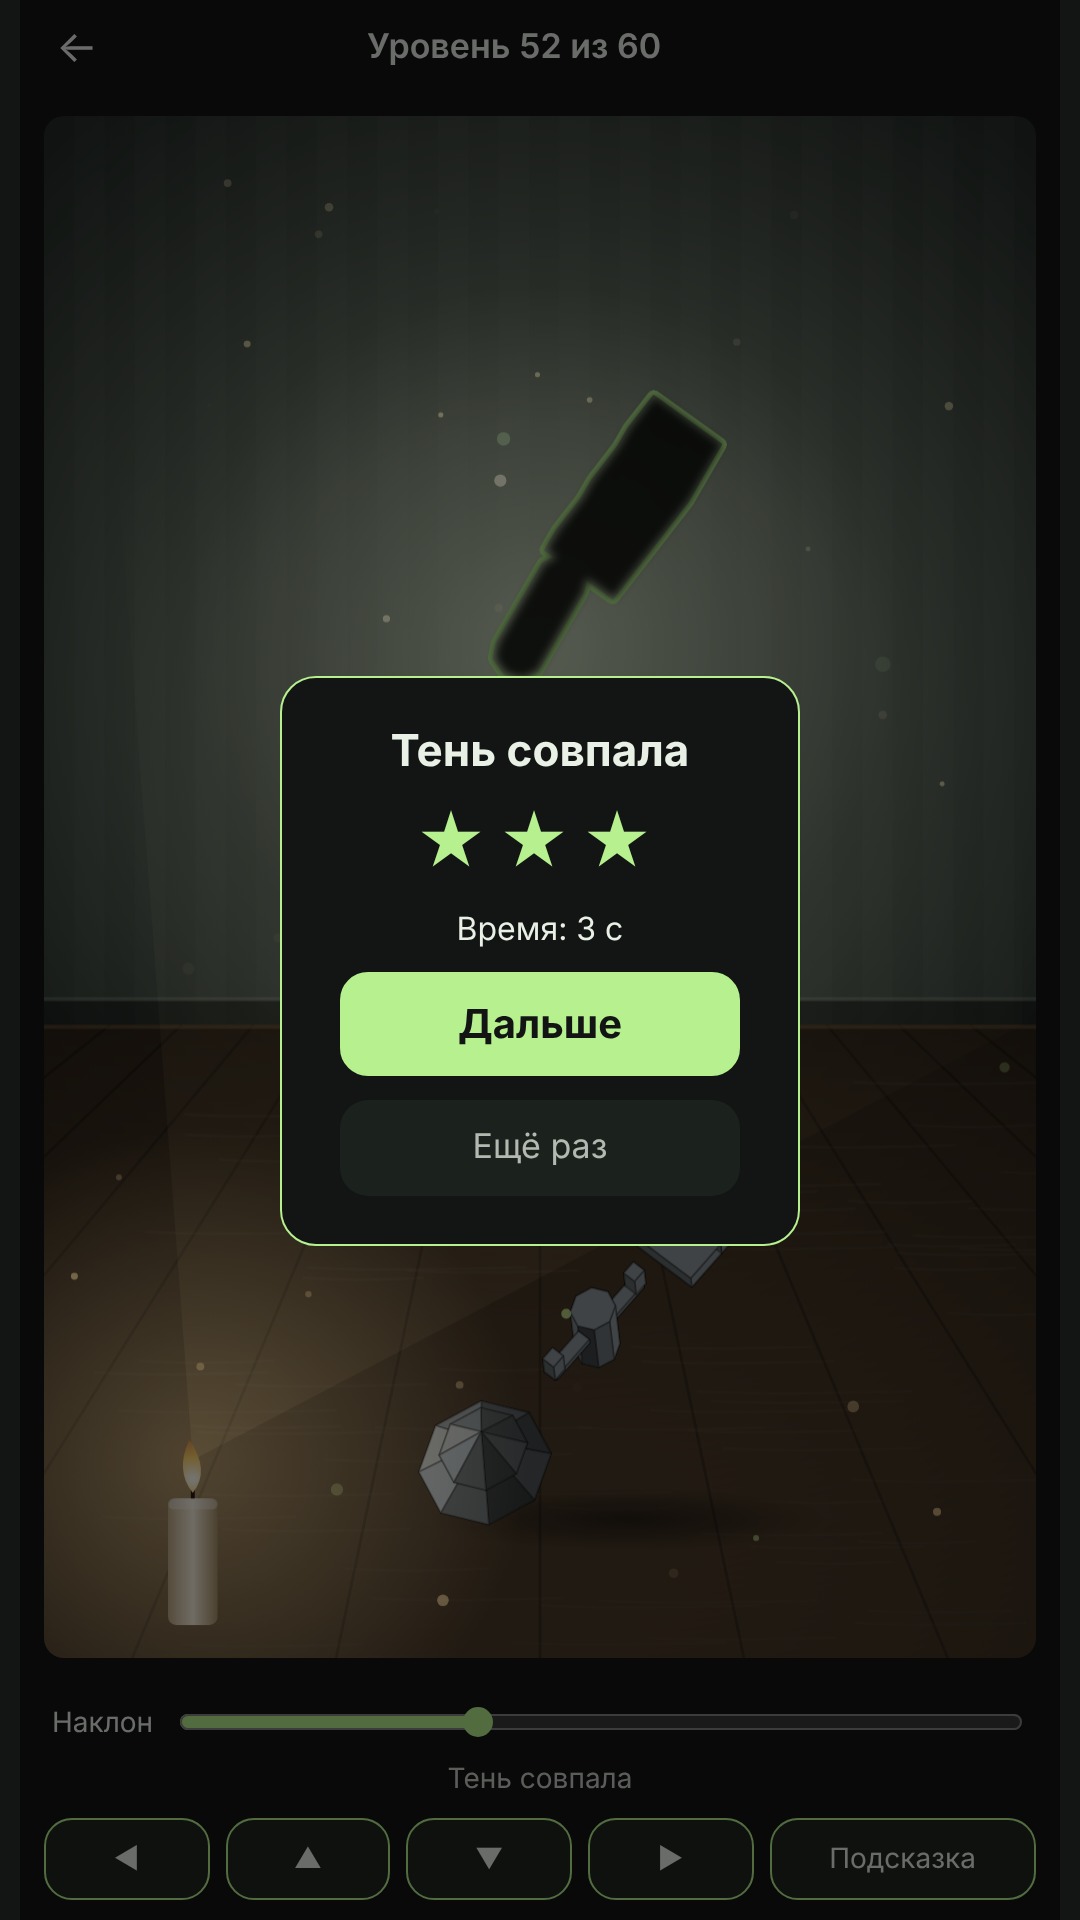 Уровень 52 из 60
Тень совпала
Время: 3 с
Дальше
Ещё раз
Наклон
Тень совпала
Подсказка